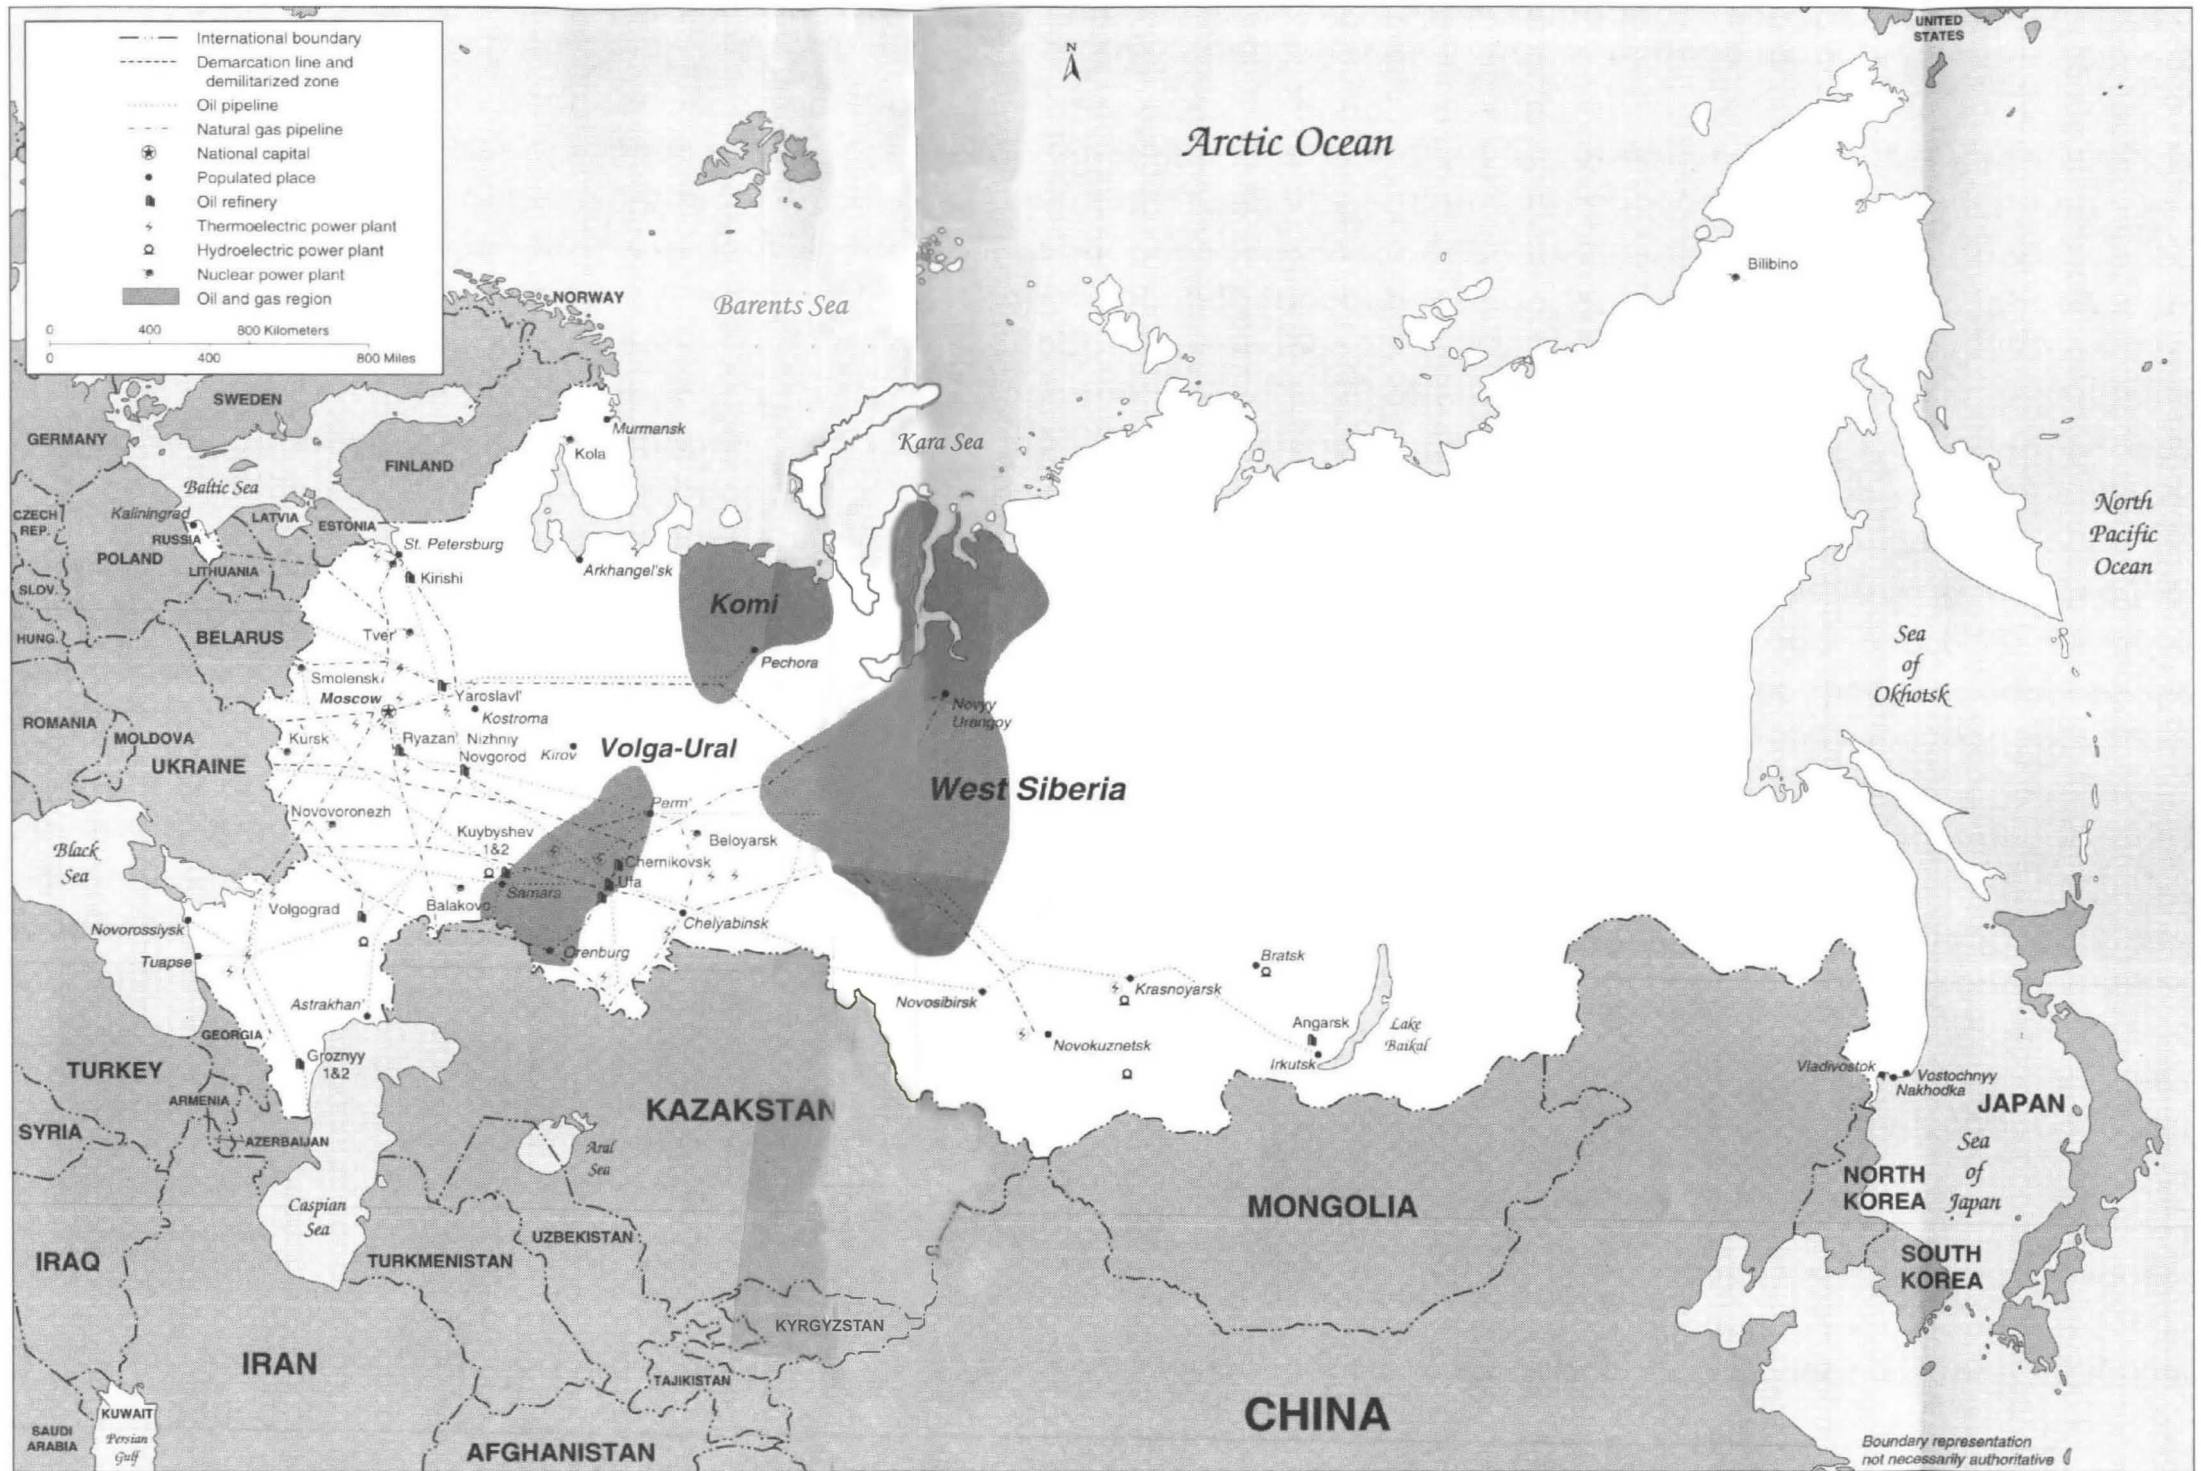 International boundary
Demarcation line and
demilitarized zone
Oil pipeline
Natural gas pipeline
National capital
Populated place
Oil refinery
Thermoelectric power plant
Hydroelectric power plant
Nuclear power plant
Oil and gas region
0 400 800 Kilometers
0 400 800 Miles
N
UNITED
STATES
Arctic Ocean
Bilibino
NORWAY
Barents Sea
SWEDEN
Murmansk
Kola
Kara Sea
GERMANY
FINLAND
Baltic Sea
Kaliningrad
RUSSIA
LATVIA
ESTONIA
CZECH
REP.
POLAND
LITHUANIA
St. Petersburg
Kirishi
Arkhangel'sk
North
Pacific
Ocean
SLOV.
Komi
HUNG.
BELARUS
Tver'
Pechora
Sea
of
Okhotsk
Smolensk
Moscow
Yaroslavl'
Kostroma
Novyy
Urengoy
ROMANIA
MOLDOVA
UKRAINE
Kursk
Ryazan'
Nizhniy
Novgorod
Kirov
Volga-Ural
West Siberia
Novovoronezh
Perm'
Kuybyshev
1&2
Beloyarsk
Black
Sea
Chernikovsk
Ufa
Samara
Balakovo
Volgograd
Chelyabinsk
Novorossiysk
Orenburg
Tuapse
Bratsk
Krasnoyarsk
Novosibirsk
Astrakhan'
Angarsk
Lake
Baikal
GEORGIA
Novokuznetsk
Irkutsk
TURKEY
Groznyy
1&2
Vladivostok
Vostochnyy
Nakhodka
ARMENIA
KAZAKSTAN
JAPAN
SYRIA
AZERBAIJAN
Aral
Sea
Sea
of
Japan
NORTH
KOREA
Caspian
Sea
MONGOLIA
UZBEKISTAN
IRAQ
TURKMENISTAN
SOUTH
KOREA
KYRGYZSTAN
IRAN
TAJIKISTAN
KUWAIT
CHINA
SAUDI
ARABIA
Persian
Gulf
AFGHANISTAN
Boundary representation
not necessarily authoritative